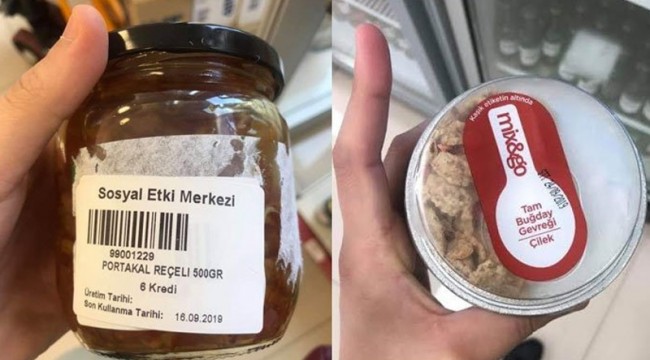 Sosyal Etki Merkezi
99001229
PORTAKAL REÇELİ 500GR
6 Kredi
Üretim Tarihi:
Son Kullanma Tarihi: 16.09.2019
Kaşık etiketin altında
mix&go
Tam
Buğday
Gevreği
Çilek